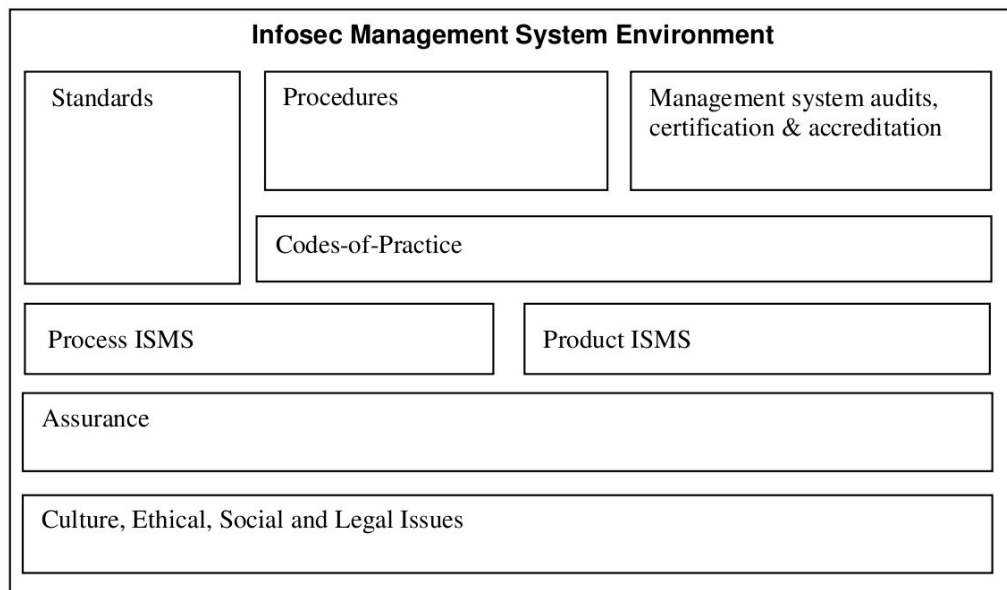 Infosec Management System Environment
Standards
Procedures
Management system audits,
certification & accreditation
Codes-of-Practice
Process ISMS
Product ISMS
Assurance
Culture, Ethical, Social and Legal Issues